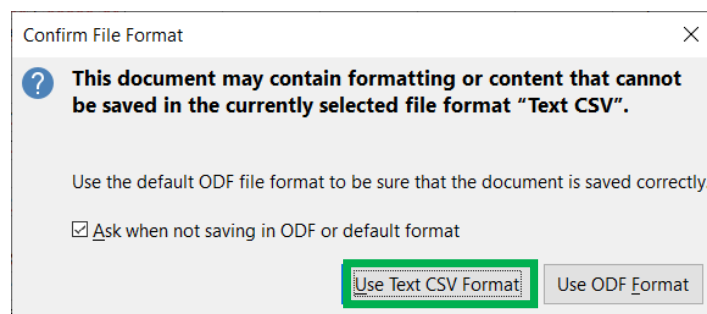 Confirm File Format
This document may contain formatting or content that cannot
be saved in the currently selected file format “Text CSV”.
Use the default ODF file format to be sure that the document is saved correctly.
Ask when not saving in ODF or default format
Use Text CSV Format Use ODF Format